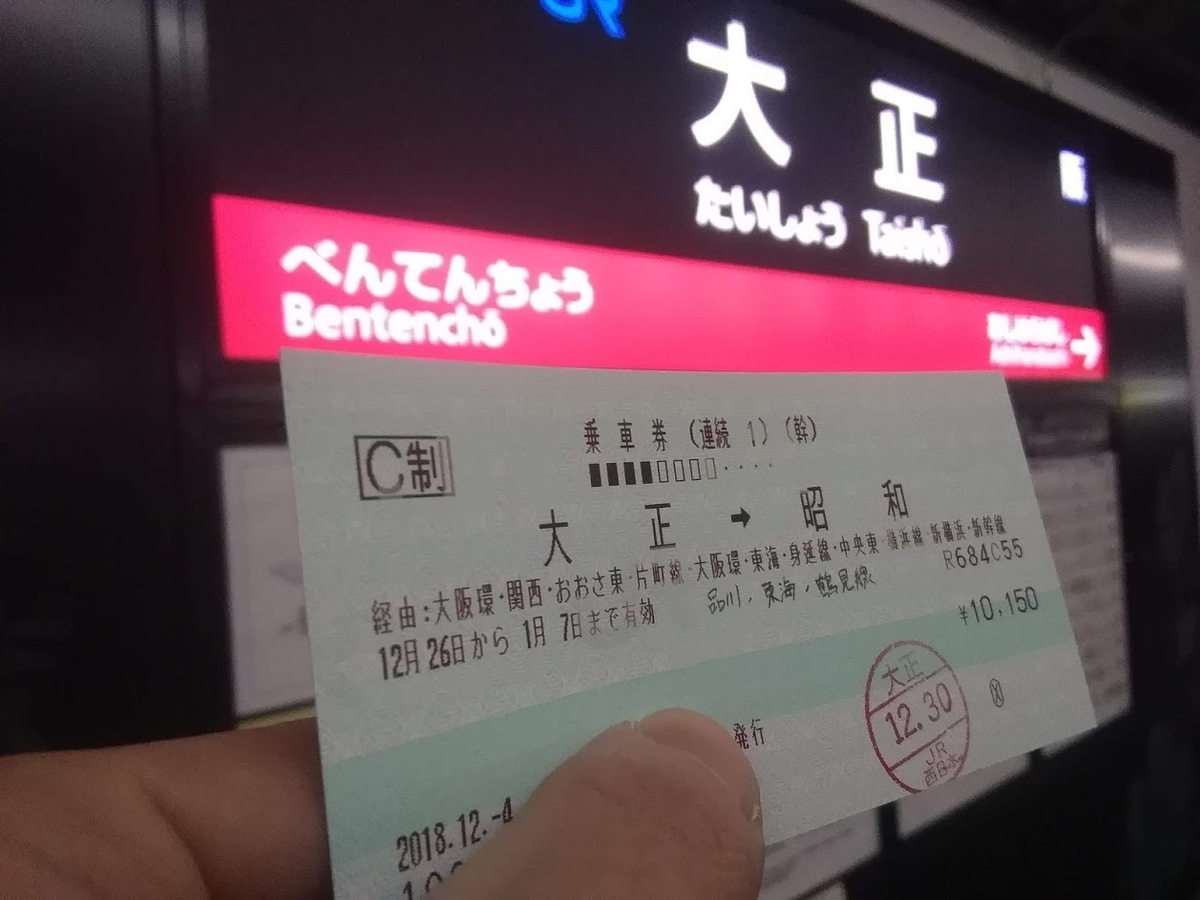 JR
大正
たいしょう Taishō
べんてんちょう
Bentenchō
→
C制
乗車券 (連続 1) (幹)
大正 → 昭和
経由:大阪環・関西・おおさ東・片町線・大阪環・東海・身延線・中央東・横浜線・新横浜・新幹線
品川、東海、鶴見線
R684C55
12月26日から 1月 7日まで有効
¥10,150
大正
12.30
JR
西日本
発行
2018.12.-4